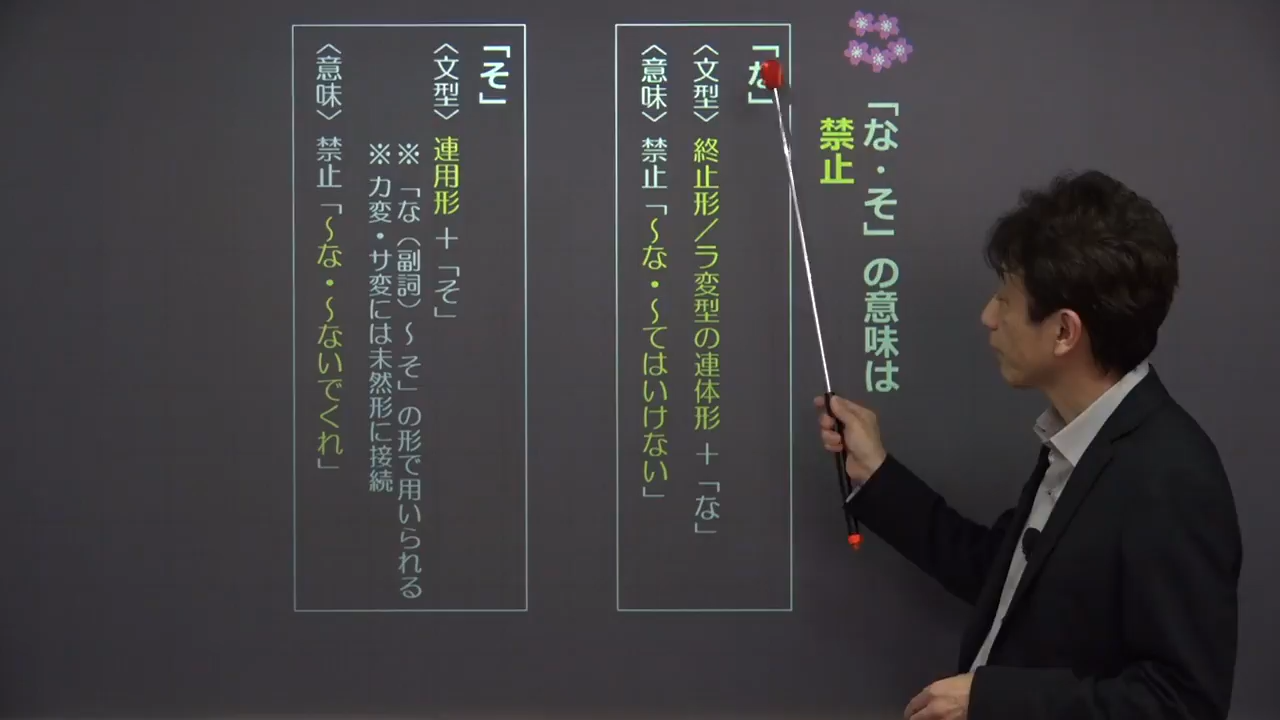 「な・そ」の意味は
禁止
「な」
〈文型〉 終止形／ラ変型の連体形 ＋「な」
〈意味〉 禁止「～な・～てはいけない」
「そ」
〈文型〉 連用形 ＋「そ」
※「な（副詞）～そ」の形で用いられる
※カ変・サ変には未然形に接続
〈意味〉 禁止「～な・～ないでくれ」